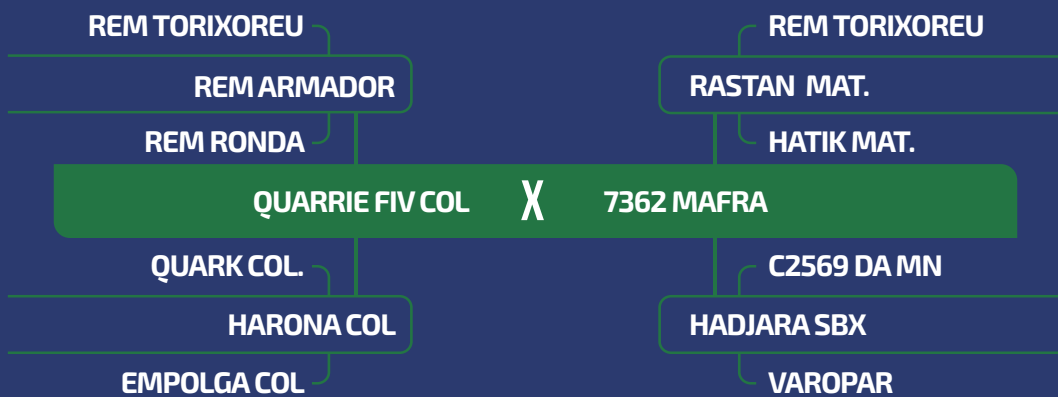 REM TORIXOREU
REM TORIXOREU
REM ARMADOR
RASTAN MAT.
REM RONDA
HATIK MAT.
QUARRIE FIV COL X 7362 MAFRA
QUARK COL.
C2569 DA MN
HARONA COL
HADJARA SBX
EMPOLGA COL
VAROPAR